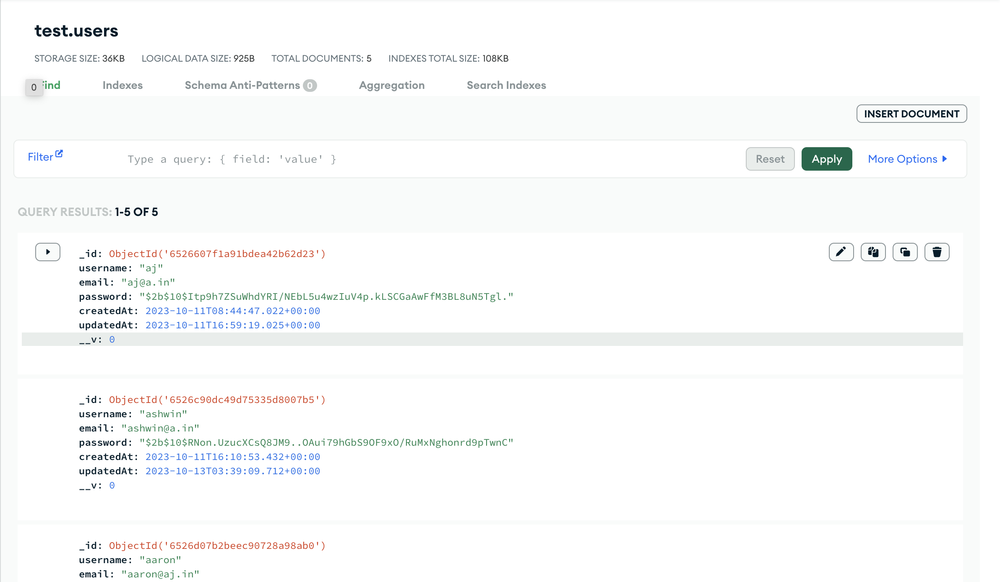 test.users
STORAGE SIZE: 36KB LOGICAL DATA SIZE: 925B TOTAL DOCUMENTS: 5 INDEXES TOTAL SIZE: 108KB
0 Find Indexes Schema Anti-Patterns 0 Aggregation Search Indexes
INSERT DOCUMENT
Filter Type a query: { field: 'value' } Reset Apply More Options
QUERY RESULTS: 1-5 OF 5
_id: ObjectId('6526607f1a91bdea42b62d23')
username: "aj"
email: "aj@a.in"
password: "$2b$10$Itp9h7ZSuWhdYRI/NEbL5u4wzIuV4p.kLSCGaAwFfM3BL8uN5Tgl."
createdAt: 2023-10-11T08:44:47.022+00:00
updatedAt: 2023-10-11T16:59:19.025+00:00
__v: 0
_id: ObjectId('6526c90dc49d75335d8007b5')
username: "ashwin"
email: "ashwin@a.in"
password: "$2b$10$RNon.UzucXCsQ8JM9..OAui79hGbS9OF9xO/RuMxNghonrd9pTwnC"
createdAt: 2023-10-11T16:10:53.432+00:00
updatedAt: 2023-10-13T03:39:09.712+00:00
__v: 0
_id: ObjectId('6526d07b2beec90728a98ab0')
username: "aaron"
email: "aaron@aj.in"